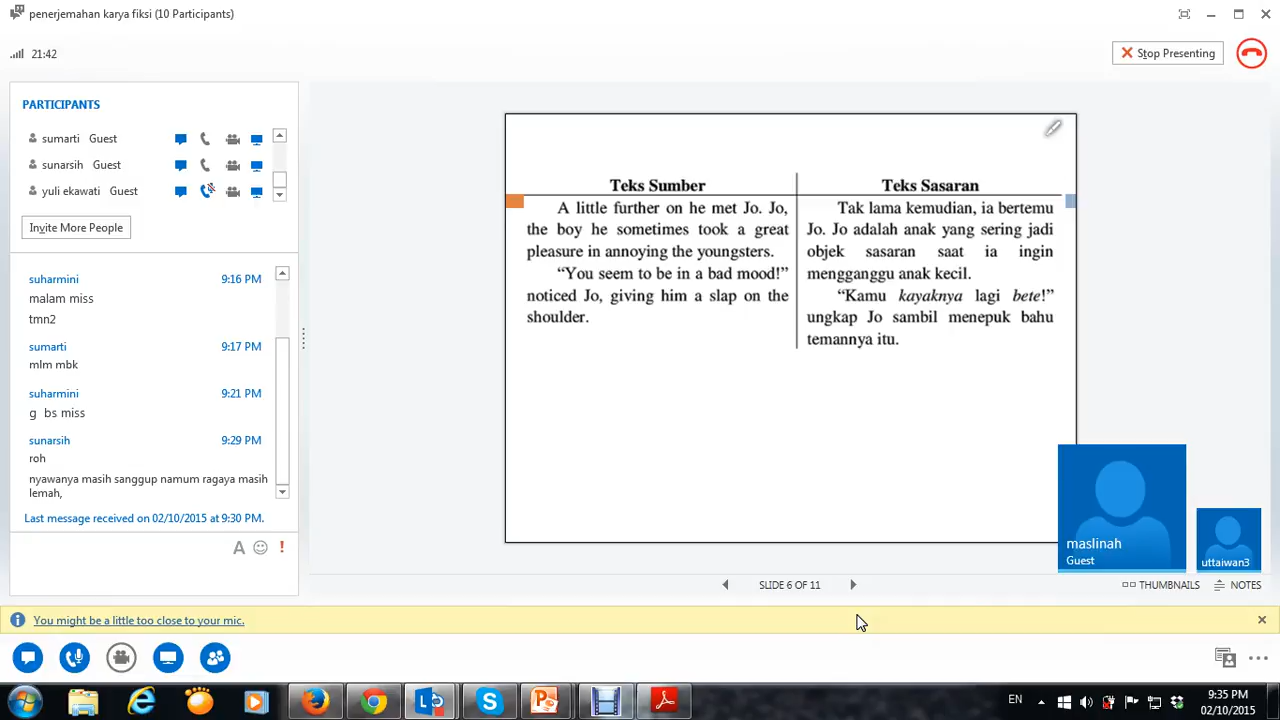 penerjemahan karya fiksi (10 Participants)
21:42
Stop Presenting
PARTICIPANTS
sumarti Guest
sunarsih Guest
yuli ekawati Guest
Invite More People
suharmini 9:16 PM
malam miss
tmn2
sumarti 9:17 PM
mlm mbk
suharmini 9:21 PM
g bs miss
sunarsih 9:29 PM
roh
nyawanya masih sanggup namum ragaya masih
lemah,
Last message received on 02/10/2015 at 9:30 PM.
A !
Teks Sumber
A little further on he met Jo. Jo,
the boy he sometimes took a great
pleasure in annoying the youngsters.
“You seem to be in a bad mood!”
noticed Jo, giving him a slap on the
shoulder.
Teks Sasaran
Tak lama kemudian, ia bertemu
Jo. Jo adalah anak yang sering jadi
objek sasaran saat ia ingin
mengganggu anak kecil.
“Kamu kayaknya lagi bete!”
ungkap Jo sambil menepuk bahu
temannya itu.
maslinah
Guest
uttaiwan3
SLIDE 6 OF 11
THUMBNAILS
NOTES
You might be a little too close to your mic.
EN
9:35 PM
02/10/2015